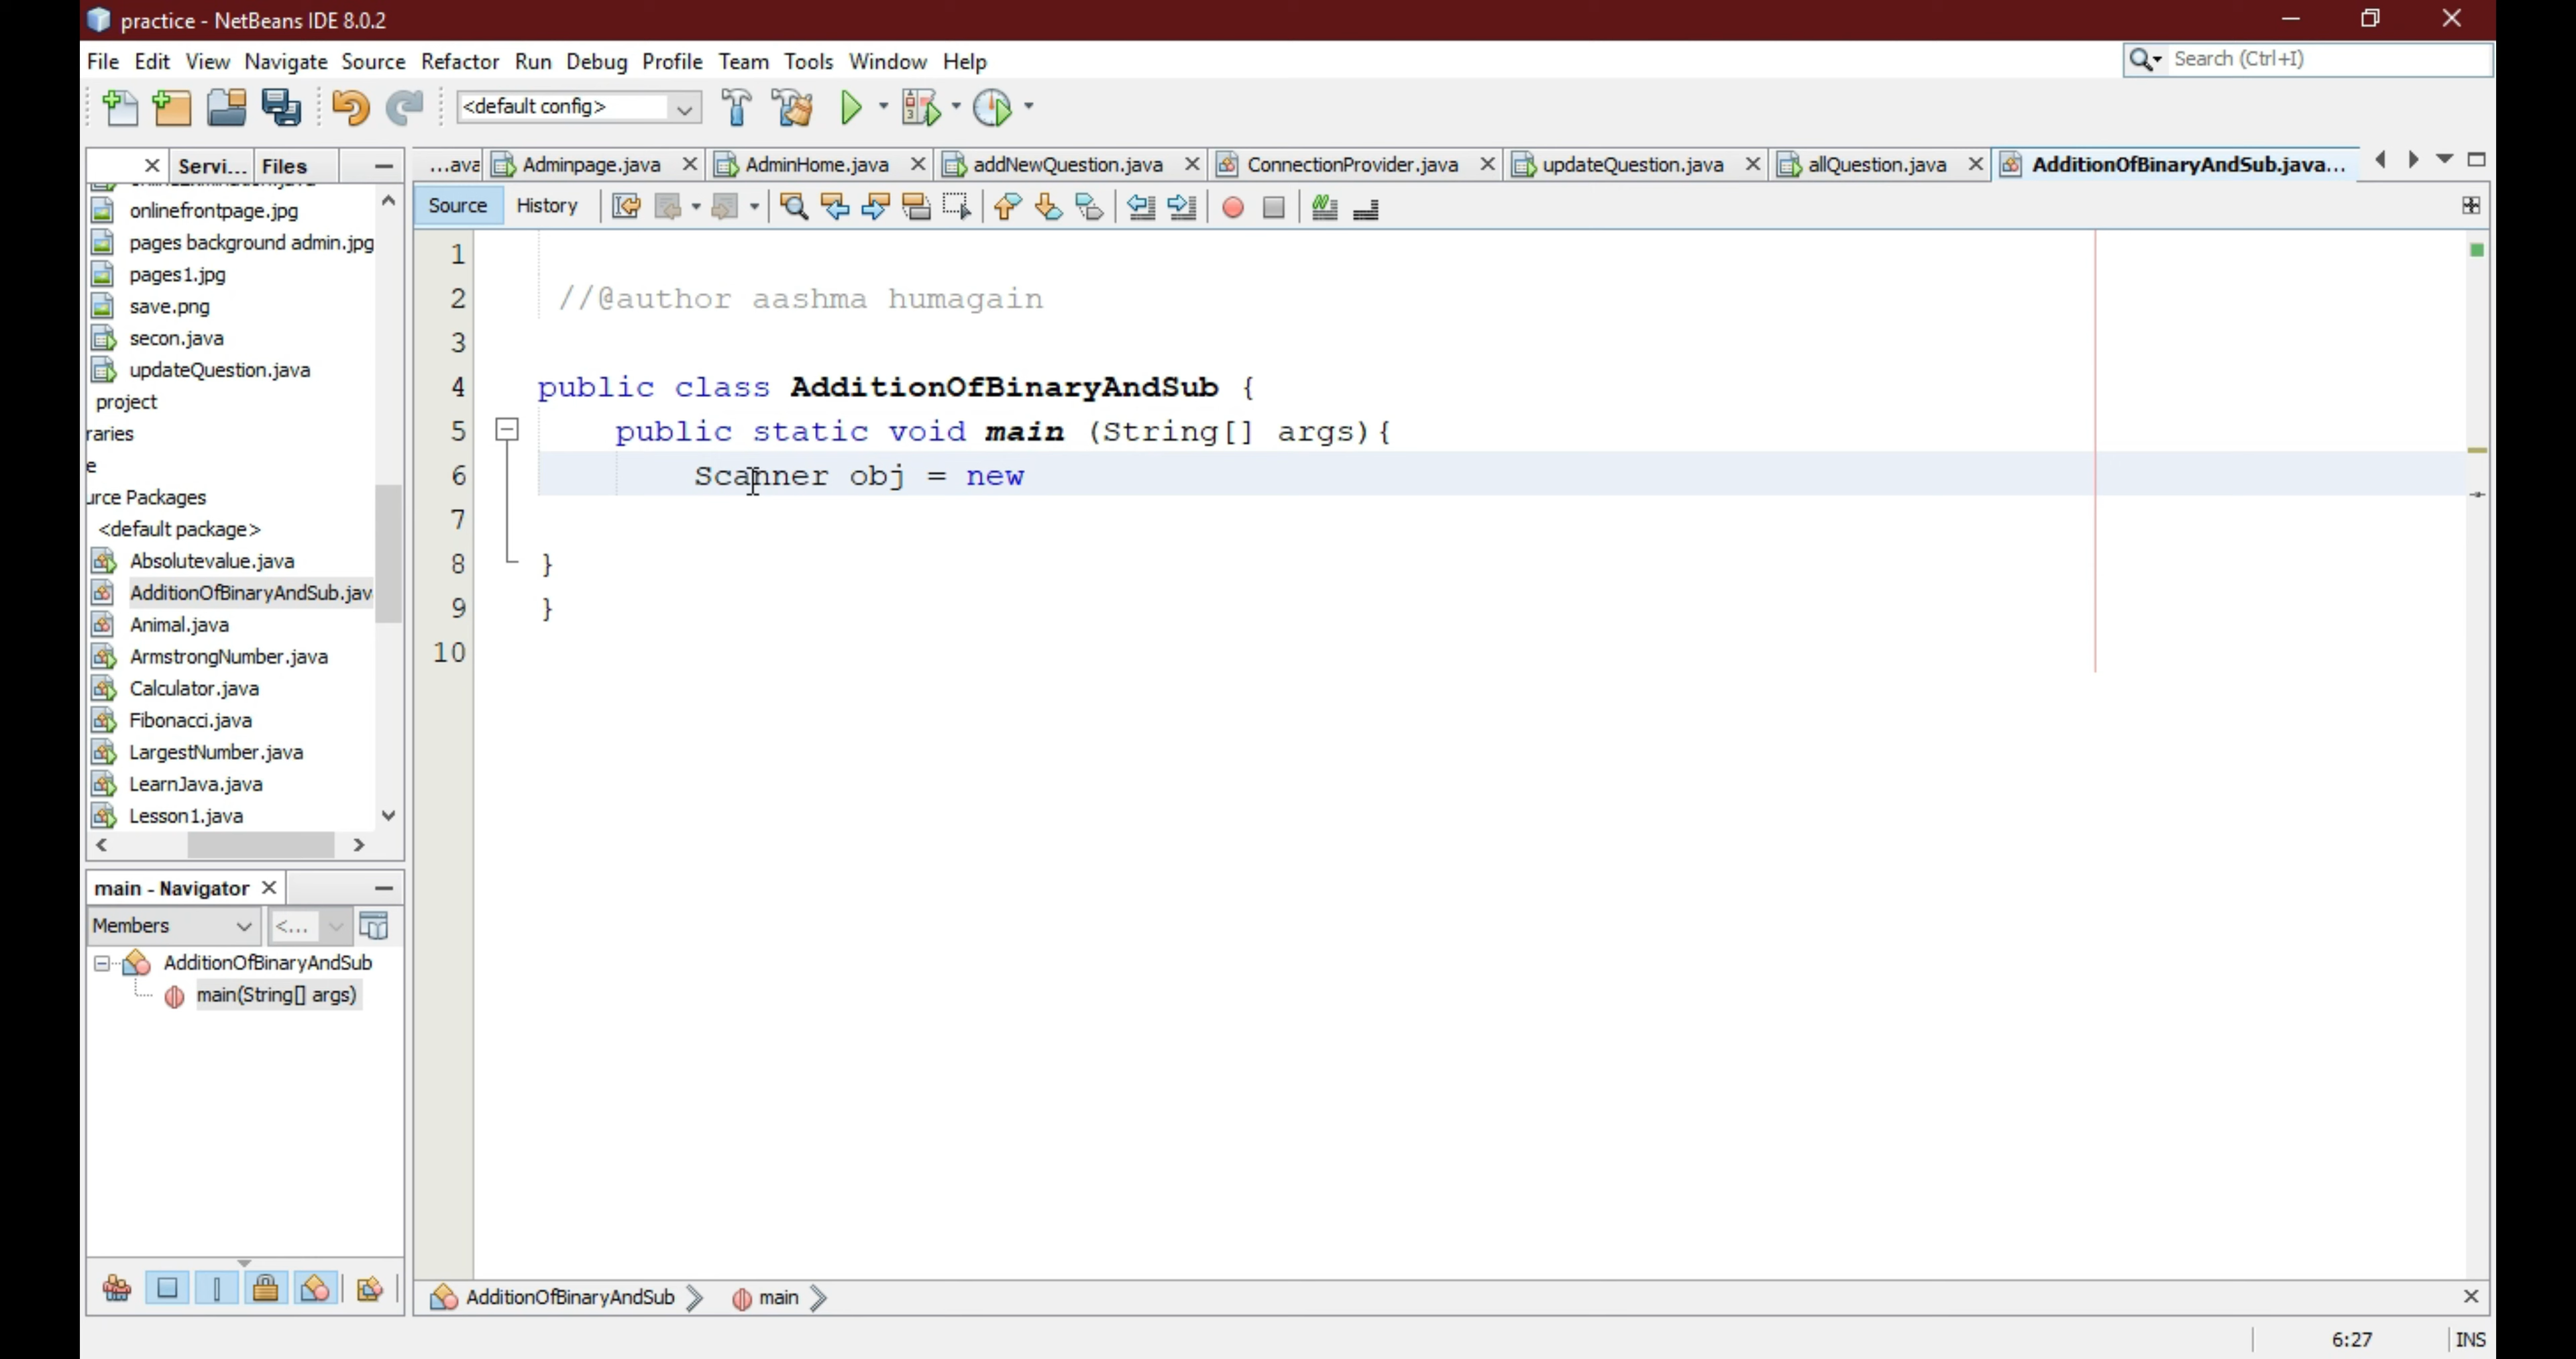 practice - NetBeans IDE 8.0.2
File Edit View Navigate Source Refactor Run Debug Profile Team Tools Window Help
Search (Ctrl+I)
<default config>
Servi... Files
...ava Adminpage.java AdminHome.java addNewQuestion.java ConnectionProvider.java updateQuestion.java allQuestion.java AdditionOfBinaryAndSub.java...
Source History
onlinefrontpage.jpg
pages background admin.jpg
pages1.jpg
save.png
secon.java
updateQuestion.java
project
raries
e
urce Packages
<default package>
Absolutevalue.java
AdditionOfBinaryAndSub.jav
Animal.java
ArmstrongNumber.java
Calculator.java
Fibonacci.java
LargestNumber.java
LearnJava.java
Lesson1.java
main - Navigator
Members <...
AdditionOfBinaryAndSub
main(String[] args)
1
2 //@author aashma humagain
3
4 public class AdditionOfBinaryAndSub {
5 public static void main (String[] args){
6 Scanner obj = new
7
8 }
9 }
10
AdditionOfBinaryAndSub main
6:27 INS